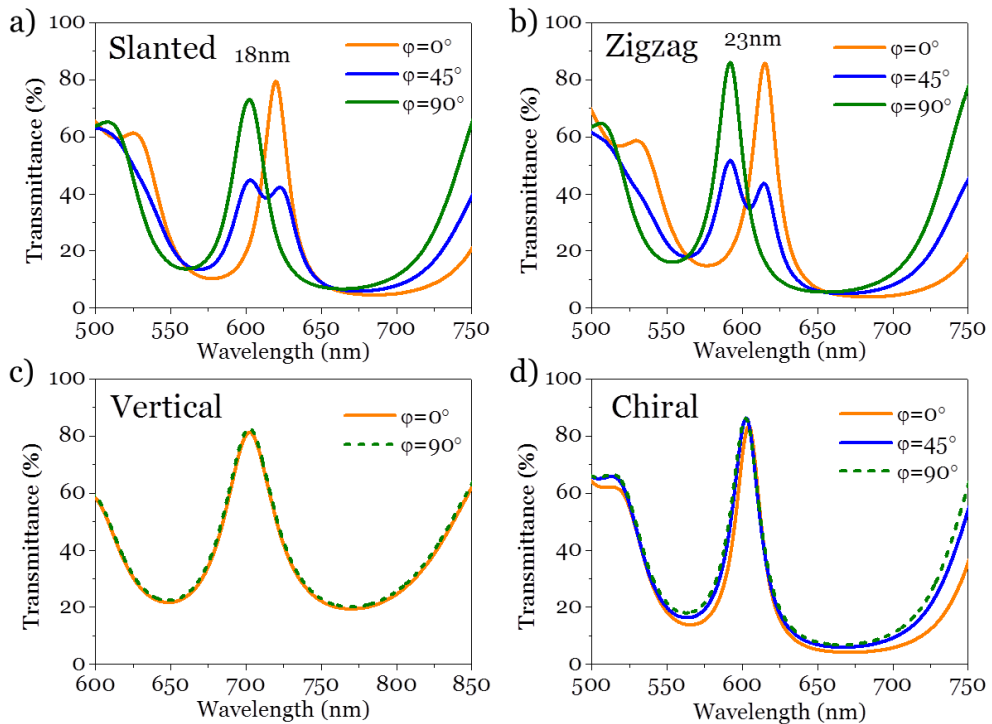 a)
Slanted
18nm
φ=0°
φ=45°
φ=90°
Transmittance (%)
100
80
60
40
20
0
500 550 600 650 700 750
Wavelength (nm)
b)
Zigzag
23nm
φ=0°
φ=45°
φ=90°
Transmittance (%)
100
80
60
40
20
0
500 550 600 650 700 750
Wavelength (nm)
c)
Vertical
φ=0°
φ=90°
Transmittance (%)
100
80
60
40
20
0
600 650 700 750 800 850
Wavelength (nm)
d)
Chiral
φ=0°
φ=45°
φ=90°
Transmittance (%)
100
80
60
40
20
0
500 550 600 650 700 750
Wavelength (nm)